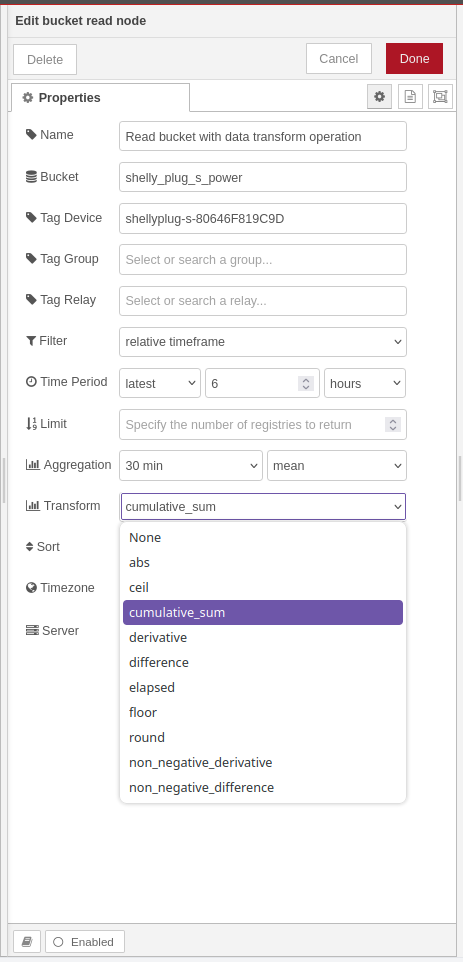 Edit bucket read node
Delete Cancel Done
Properties
Name Read bucket with data transform operation
Bucket shelly_plug_s_power
Tag Device shellyplug-s-80646F819C9D
Tag Group Select or search a group...
Tag Relay Select or search a relay...
Filter relative timeframe
Time Period latest 6 hours
Limit Specify the number of registries to return
Aggregation 30 min mean
Transform cumulative_sum
None
Sort abs
ceil
Timezone cumulative_sum
Server derivative
difference
elapsed
floor
round
non_negative_derivative
non_negative_difference
Enabled